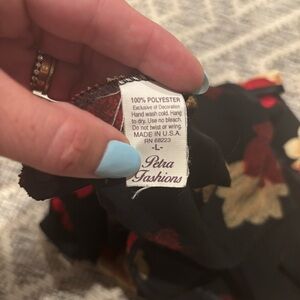 100% POLYESTER
Exclusive of Decoration
Hand wash cold. Hang
to dry. Use no bleach.
Do not twist or wring.
MADE IN U.S.A.
RN 68223
-L-
Petra
Fashions